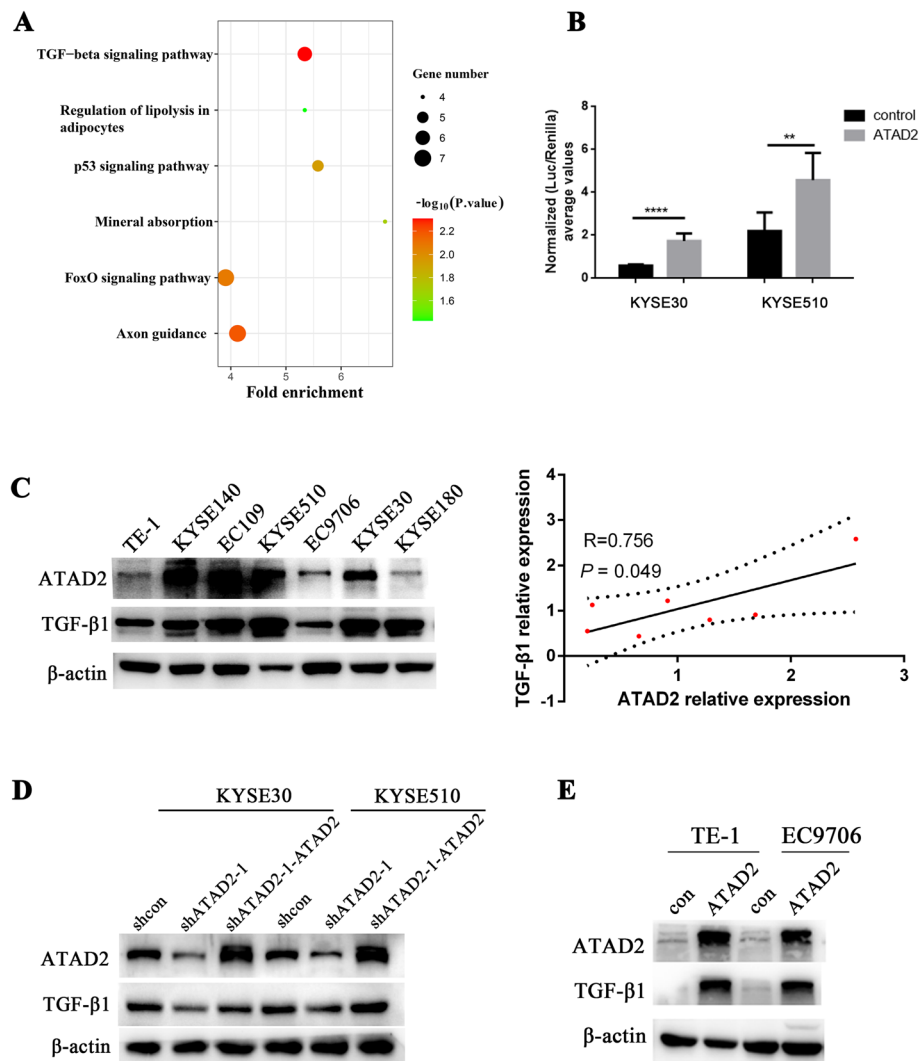 A
TGF−beta signaling pathway
Regulation of lipolysis in
adipocytes
p53 signaling pathway
Mineral absorption
FoxO signaling pathway
Axon guidance
4
5
6
Fold enrichment
Gene number
4
5
6
7
-log10(P.value)
2.2
2.0
1.8
1.6
B
Normalized (Luc/Renilla)
average values
8
6
4
2
0
****
**
KYSE30
KYSE510
control
ATAD2
C
TE-1
KYSE140
EC109
KYSE510
EC9706
KYSE30
KYSE180
ATAD2
TGF-β1
β-actin
TGF-β1 relative expression
4
3
2
1
0
-1
R=0.756
P = 0.049
1
2
3
ATAD2 relative expression
D
KYSE30
KYSE510
shcon
shATAD2-1
shATAD2-1-ATAD2
shcon
shATAD2-1
shATAD2-1-ATAD2
ATAD2
TGF-β1
β-actin
E
TE-1
EC9706
con
ATAD2
con
ATAD2
ATAD2
TGF-β1
β-actin